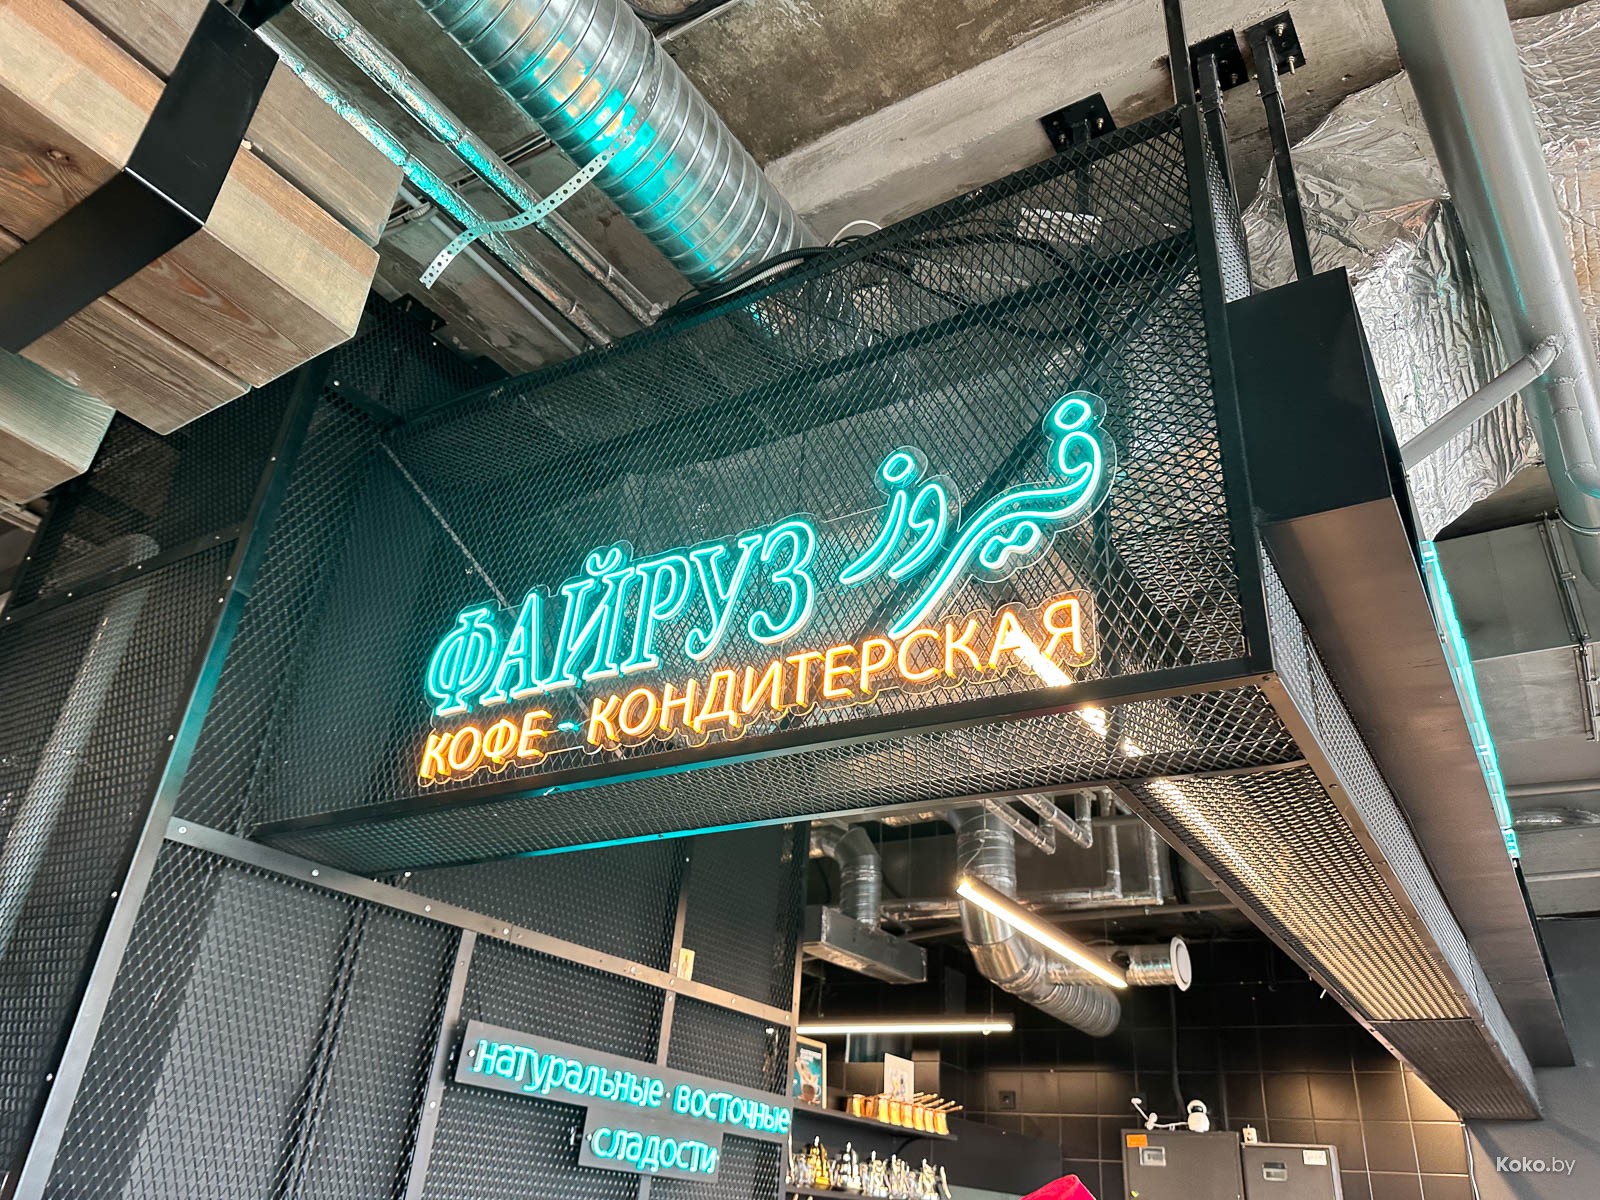 ФАЙРУЗ فيروز
КОФЕ - КОНДИТЕРСКАЯ
натуральные восточные
сладости
Koko.by